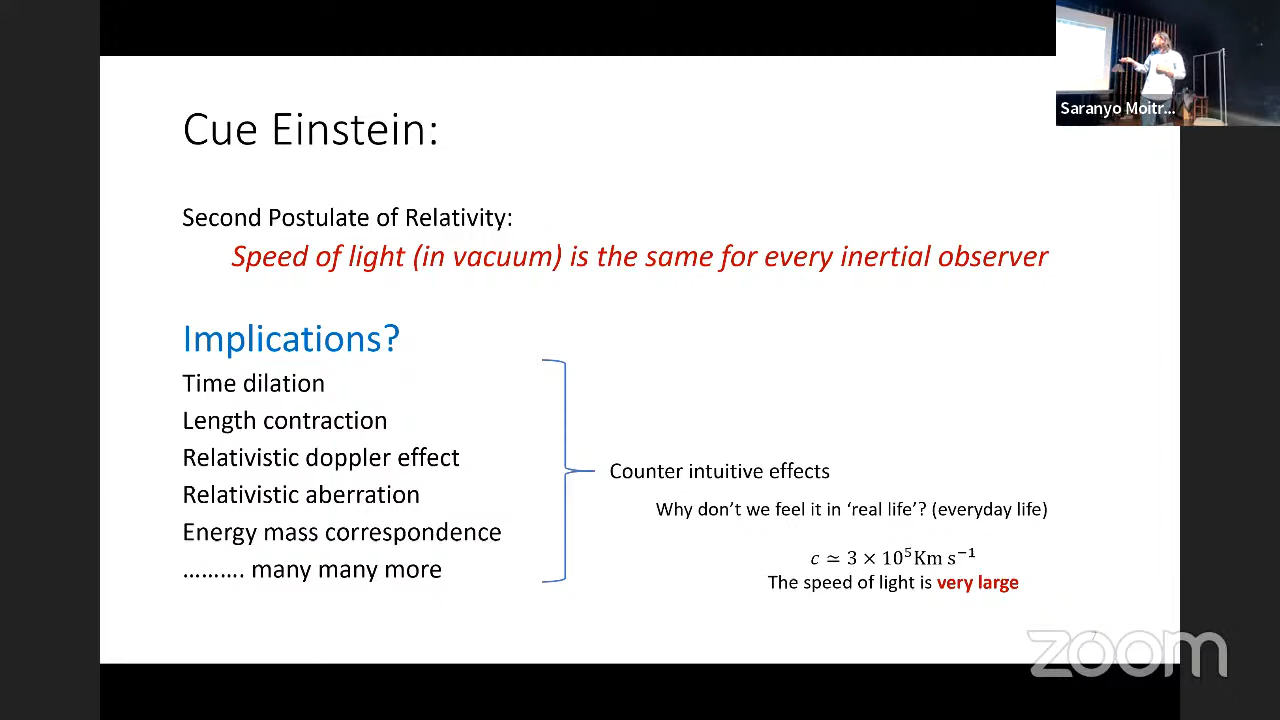 Saranyo Moitr...
Cue Einstein:
Second Postulate of Relativity:
Speed of light (in vacuum) is the same for every inertial observer
Implications?
Time dilation
Length contraction
Relativistic doppler effect
Relativistic aberration
Energy mass correspondence
………. many many more
Counter intuitive effects
Why don't we feel it in 'real life'? (everyday life)
c ≃ 3 × 10⁵Km s⁻¹
The speed of light is very large
7
zoom